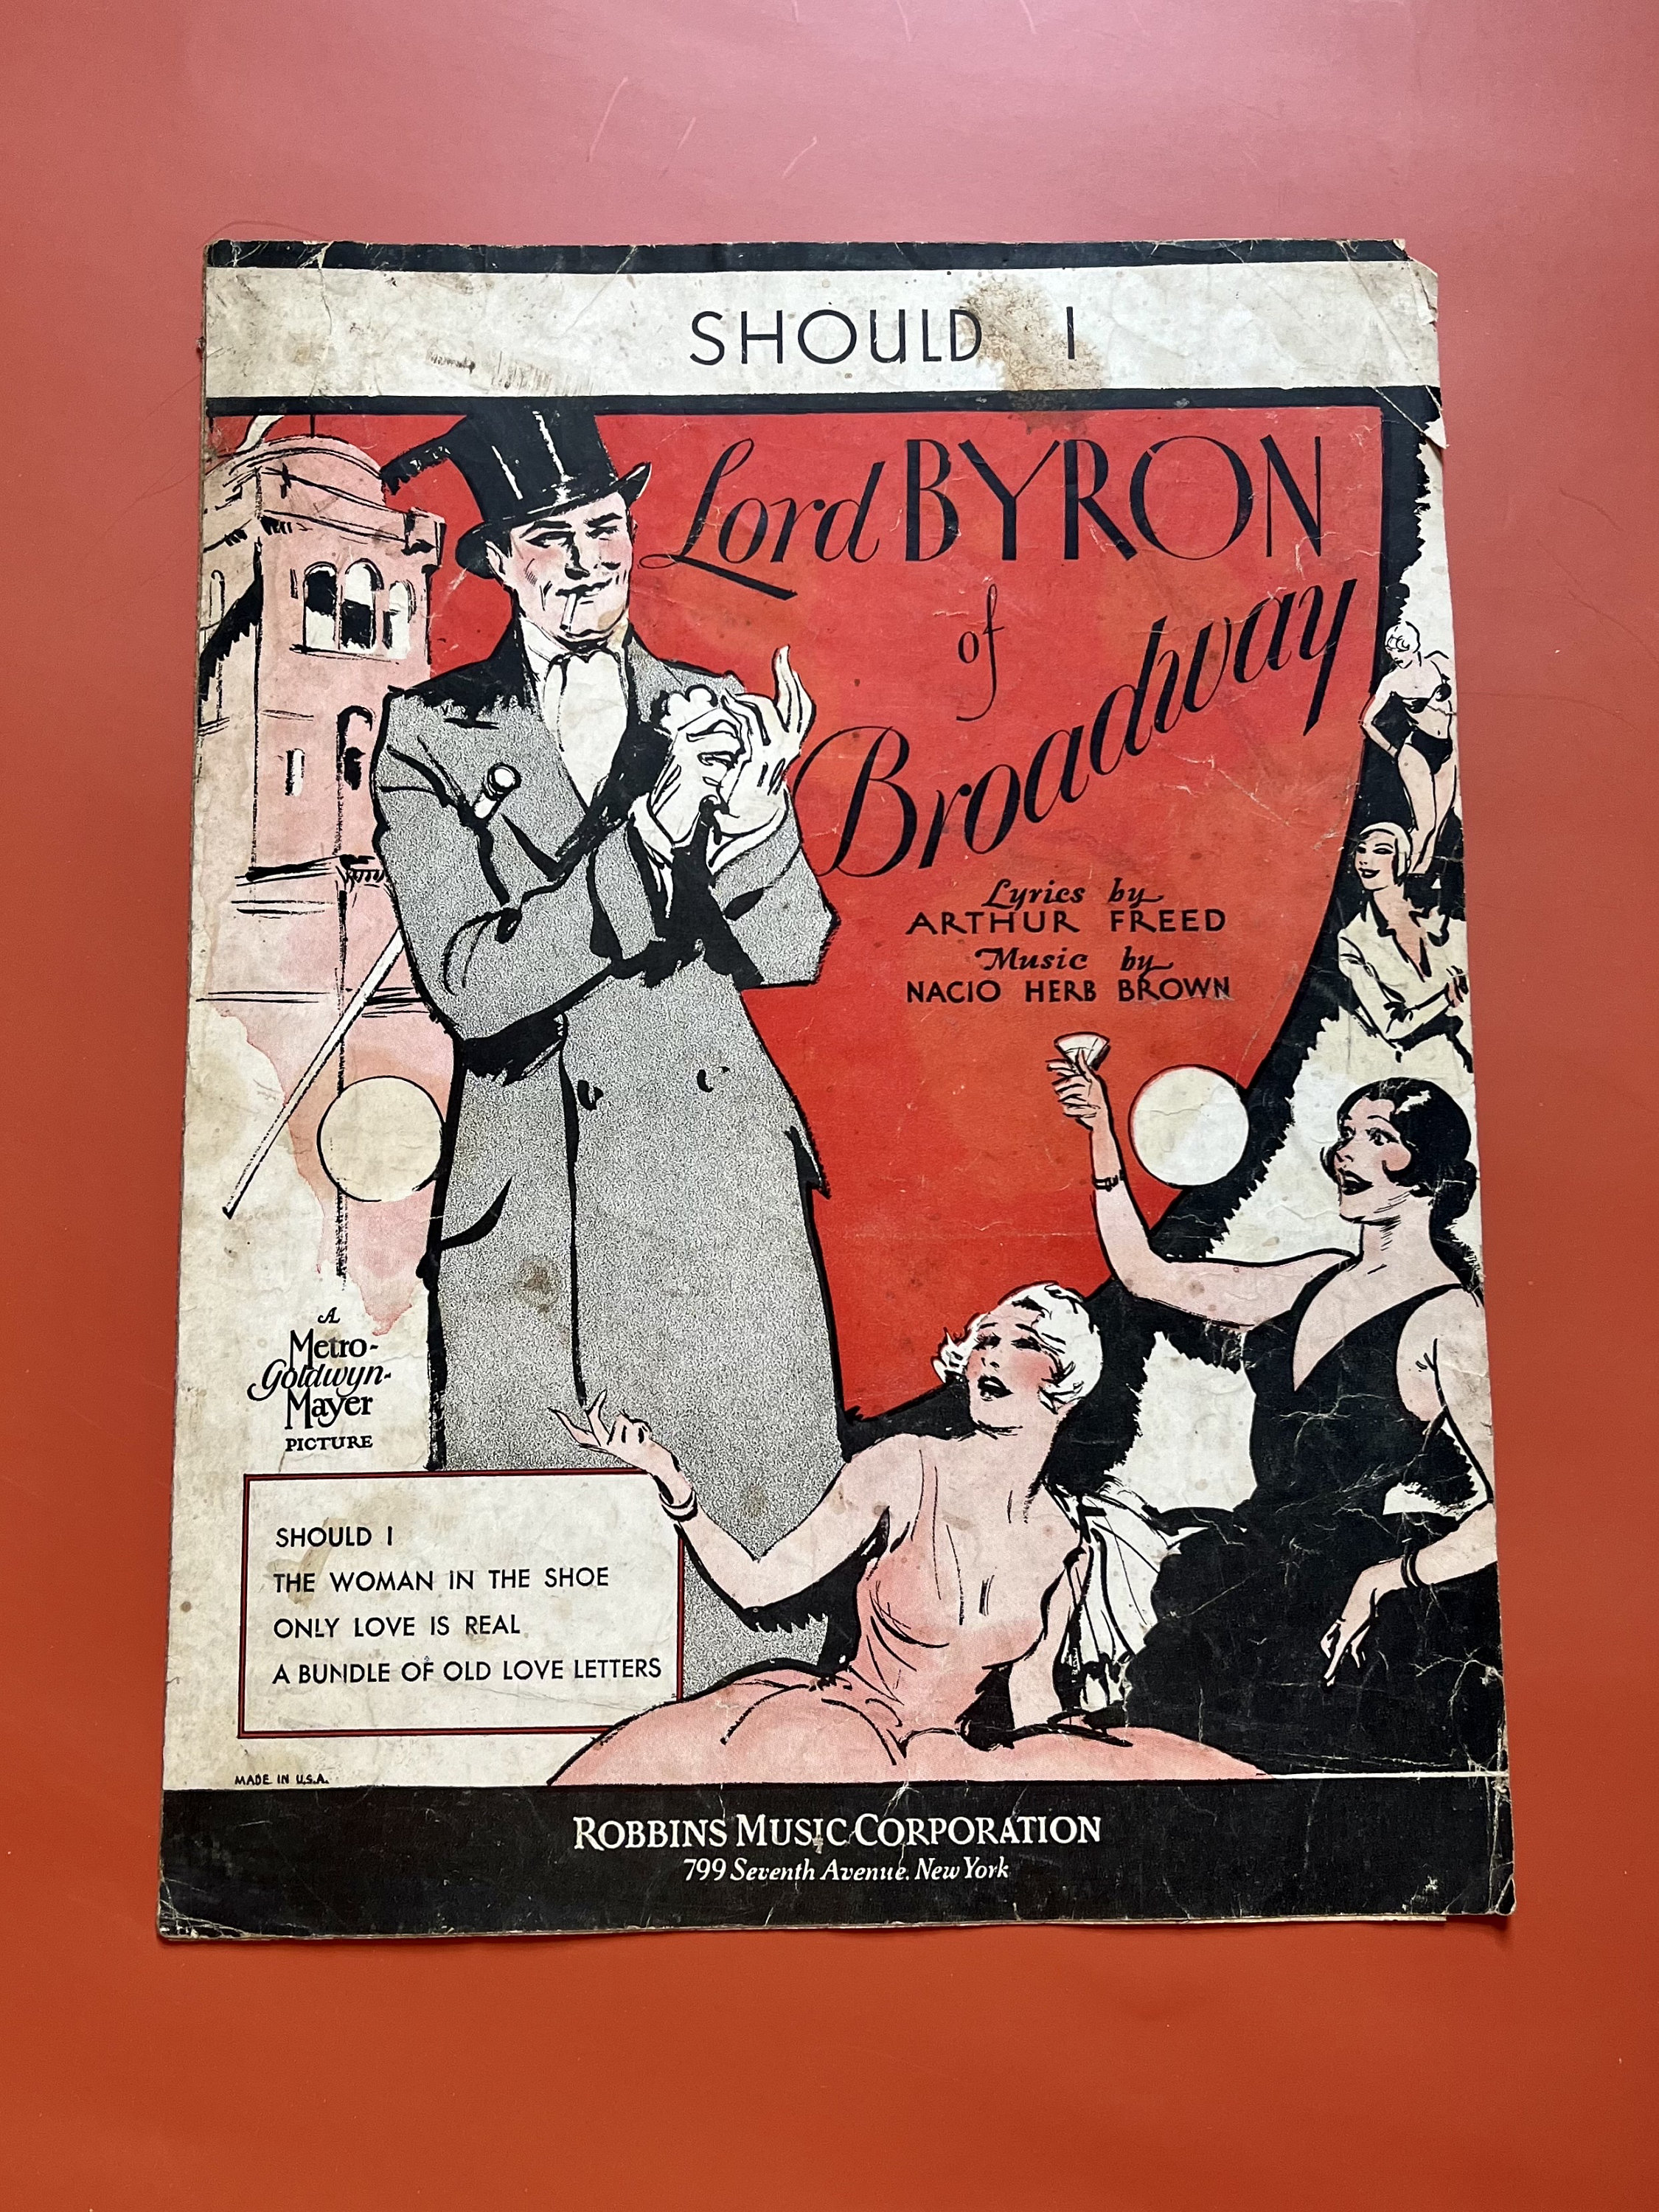 SHOULD I
Lord BYRON
of
Broadway
Lyrics by
ARTHUR FREED
Music by
NACIO HERB BROWN
A
Metro-
Goldwyn-
Mayer
PICTURE
SHOULD I
THE WOMAN IN THE SHOE
ONLY LOVE IS REAL
A BUNDLE OF OLD LOVE LETTERS
MADE IN U.S.A.
ROBBINS MUSIC CORPORATION
799 Seventh Avenue. New York